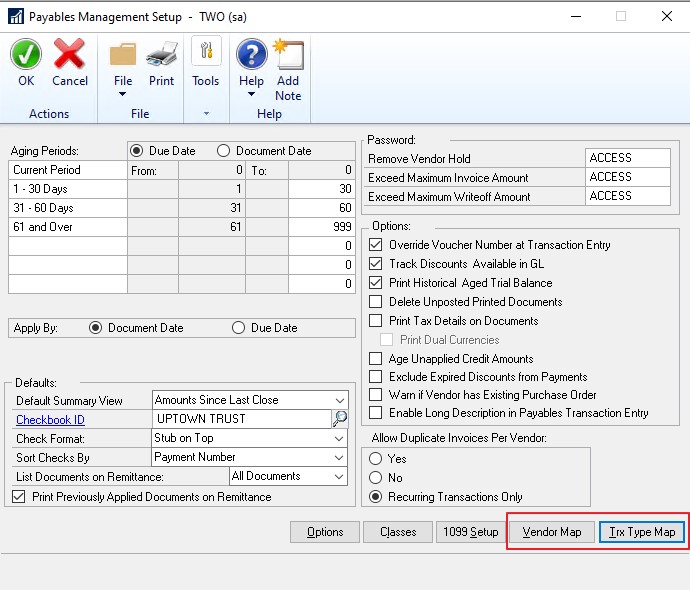 Payables Management Setup - TWO (sa)
OK Cancel File Print Tools Help Add Note
Actions File Help
Aging Periods: Due Date Document Date
Current Period From: 0 To: 0
1 - 30 Days 1 30
31 - 60 Days 31 60
61 and Over 61 999
0
0
0
Apply By: Document Date Due Date
Defaults:
Default Summary View Amounts Since Last Close
Checkbook ID UPTOWN TRUST
Check Format: Stub on Top
Sort Checks By Payment Number
List Documents on Remittance: All Documents
Print Previously Applied Documents on Remittance
Password:
Remove Vendor Hold ACCESS
Exceed Maximum Invoice Amount ACCESS
Exceed Maximum Writeoff Amount ACCESS
Options:
Override Voucher Number at Transaction Entry
Track Discounts Available in GL
Print Historical Aged Trial Balance
Delete Unposted Printed Documents
Print Tax Details on Documents
Print Dual Currencies
Age Unapplied Credit Amounts
Exclude Expired Discounts from Payments
Warn if Vendor has Existing Purchase Order
Enable Long Description in Payables Transaction Entry
Allow Duplicate Invoices Per Vendor:
Yes
No
Recurring Transactions Only
Options Classes 1099 Setup Vendor Map Trx Type Map